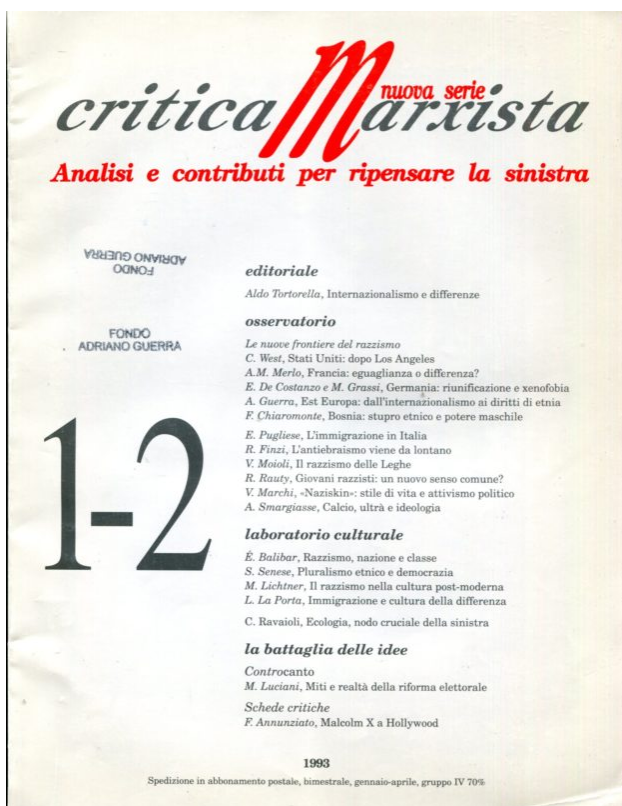 nuova serie
critica Marxista
Analisi e contributi per ripensare la sinistra
FONDO
ADRIANO GUERRA
FONDO
ADRIANO GUERRA
1-2
editoriale
Aldo Tortorella, Internazionalismo e differenze
osservatorio
Le nuove frontiere del razzismo
C. West, Stati Uniti: dopo Los Angeles
A.M. Merlo, Francia: eguaglianza o differenza?
E. De Costanzo e M. Grassi, Germania: riunificazione e xenofobia
A. Guerra, Est Europa: dall'internazionalismo ai diritti di etnia
F. Chiaromonte, Bosnia: stupro etnico e potere maschile
E. Pugliese, L'immigrazione in Italia
R. Finzi, L'antiebraismo viene da lontano
V. Moioli, Il razzismo delle Leghe
R. Rauty, Giovani razzisti: un nuovo senso comune?
V. Marchi, «Naziskin»: stile di vita e attivismo politico
A. Smargiasse, Calcio, ultrà e ideologia
laboratorio culturale
É. Balibar, Razzismo, nazione e classe
S. Senese, Pluralismo etnico e democrazia
M. Lichtner, Il razzismo nella cultura post-moderna
L. La Porta, Immigrazione e cultura della differenza
C. Ravaioli, Ecologia, nodo cruciale della sinistra
la battaglia delle idee
Controcanto
M. Luciani, Miti e realtà della riforma elettorale
Schede critiche
F. Annunziato, Malcolm X a Hollywood
1993
Spedizione in abbonamento postale, bimestrale, gennaio-aprile, gruppo IV 70%